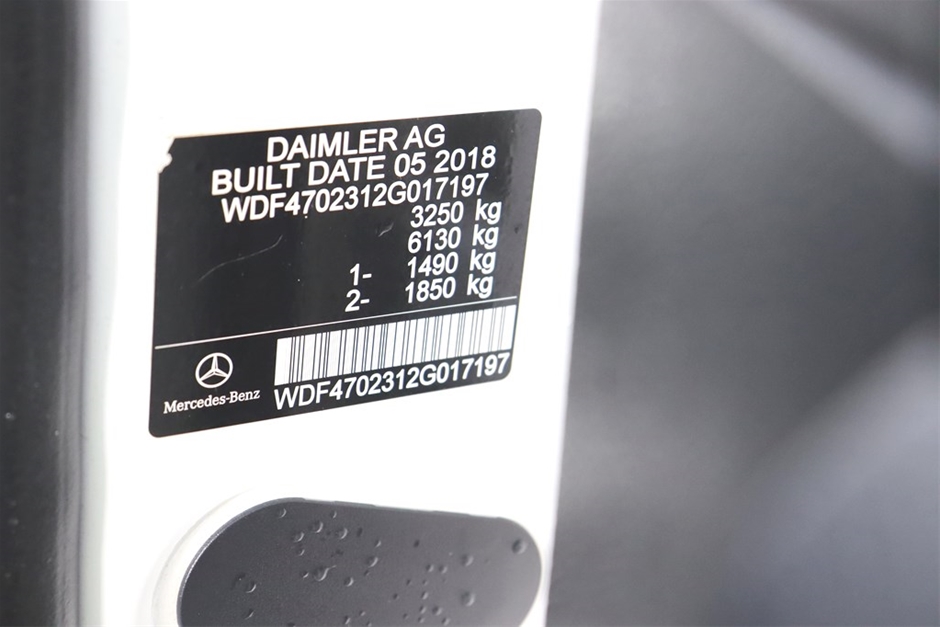 DAIMLER AG
BUILT DATE 05 2018
WDF4702312G017197
3250 kg
6130 kg
1- 1490 kg
2- 1850 kg
Mercedes-Benz
WDF4702312G017197